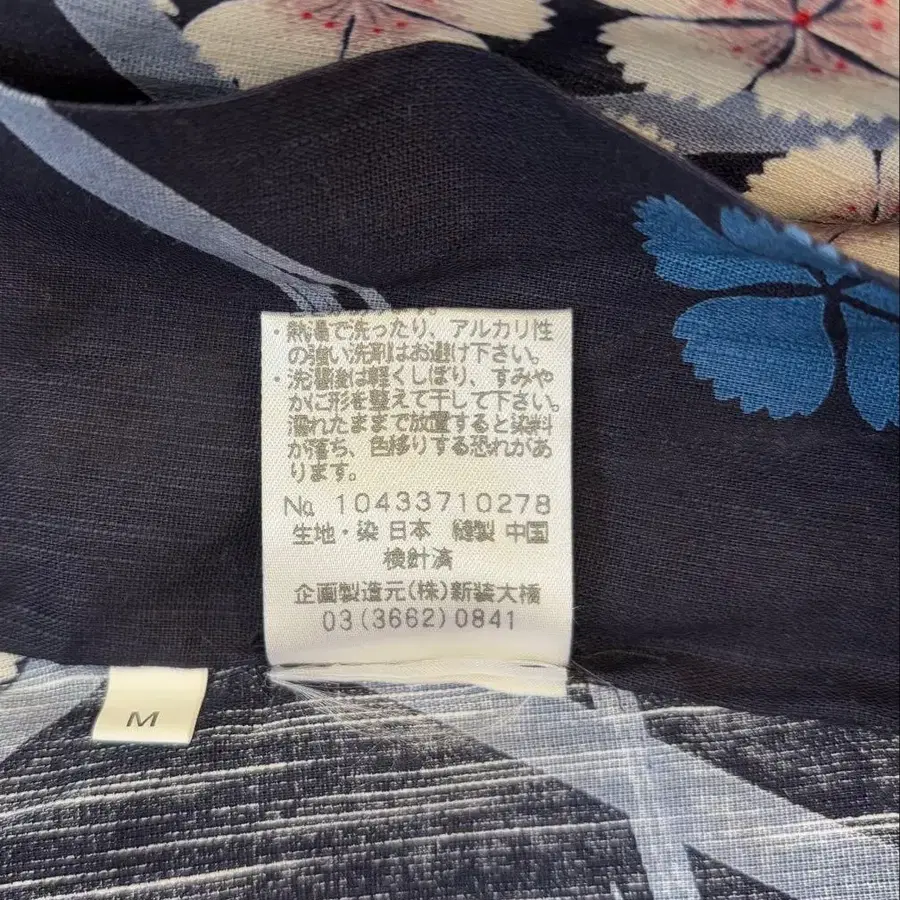 ・熱湯で洗ったり、アルカリ性
の強い洗剤はお避け下さい。
・洗濯後は軽くしぼり、すみや
かに形を整えて干して下さい。
濡れたままで放置すると染料
が落ち、色移りする恐れがあ
ります。
No. 10433710278
生地・染 日本 縫製 中国
検針済
企画製造元(株)新装大橋
03(3662)0841
M